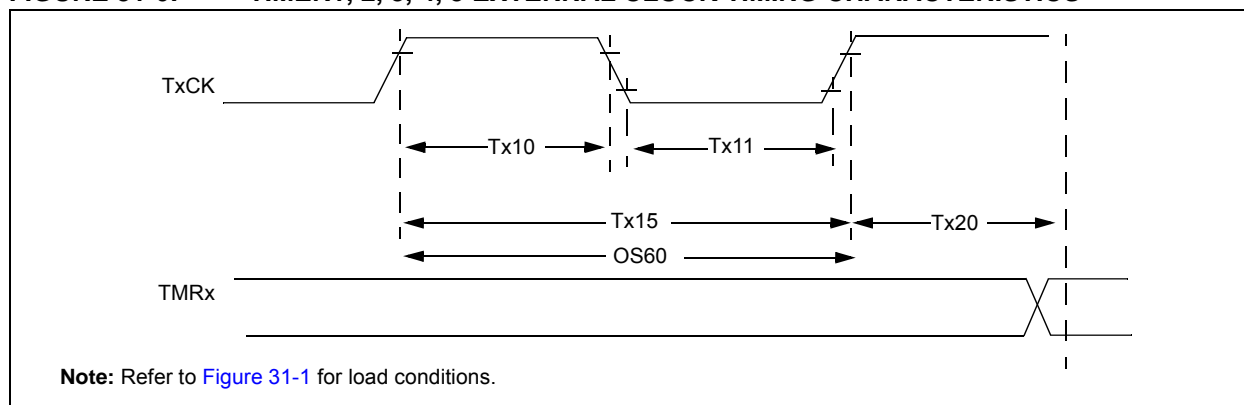 TxCK
Tx10
Tx11
Tx15
Tx20
OS60
TMRx
Note: Refer to Figure 31-1 for load conditions.